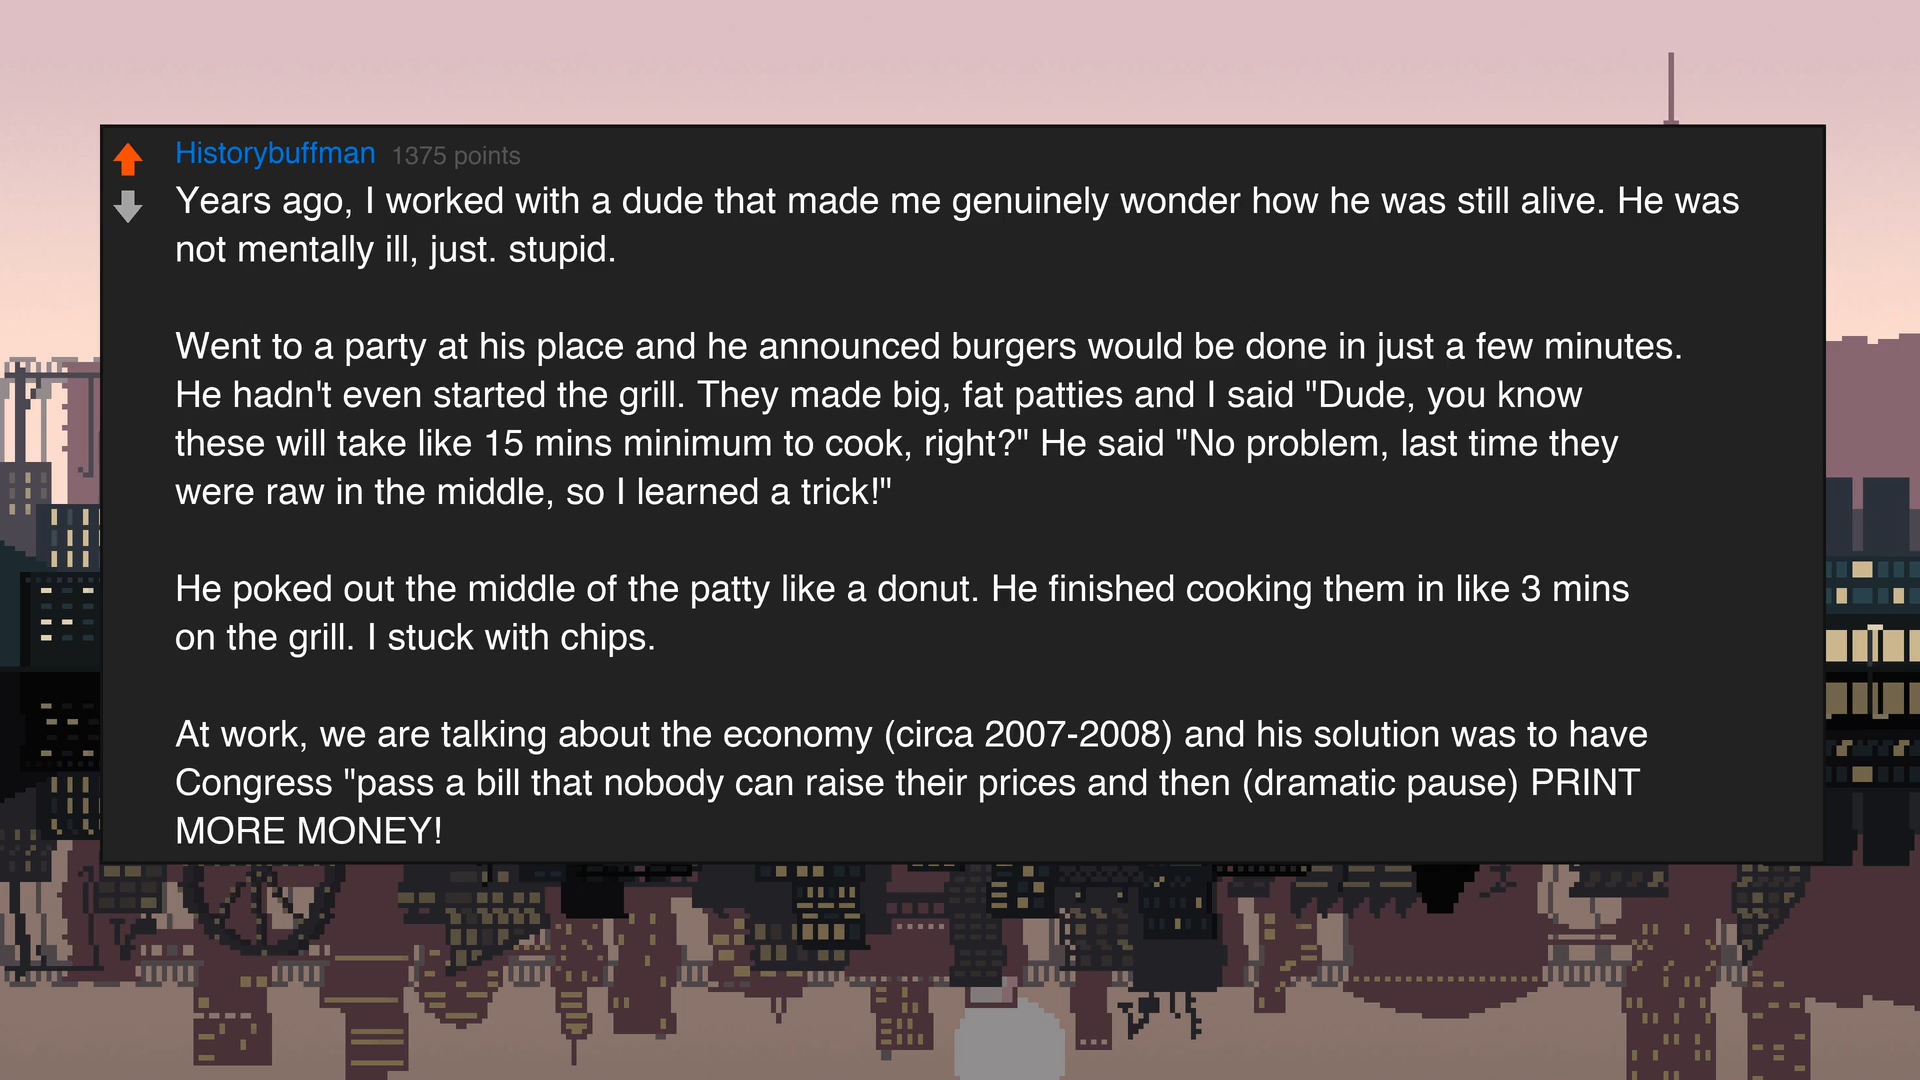 Historybuffman 1375 points
Years ago, I worked with a dude that made me genuinely wonder how he was still alive. He was
not mentally ill, just. stupid.
Went to a party at his place and he announced burgers would be done in just a few minutes.
He hadn't even started the grill. They made big, fat patties and I said "Dude, you know
these will take like 15 mins minimum to cook, right?" He said "No problem, last time they
were raw in the middle, so I learned a trick!"
He poked out the middle of the patty like a donut. He finished cooking them in like 3 mins
on the grill. I stuck with chips.
At work, we are talking about the economy (circa 2007-2008) and his solution was to have
Congress "pass a bill that nobody can raise their prices and then (dramatic pause) PRINT
MORE MONEY!